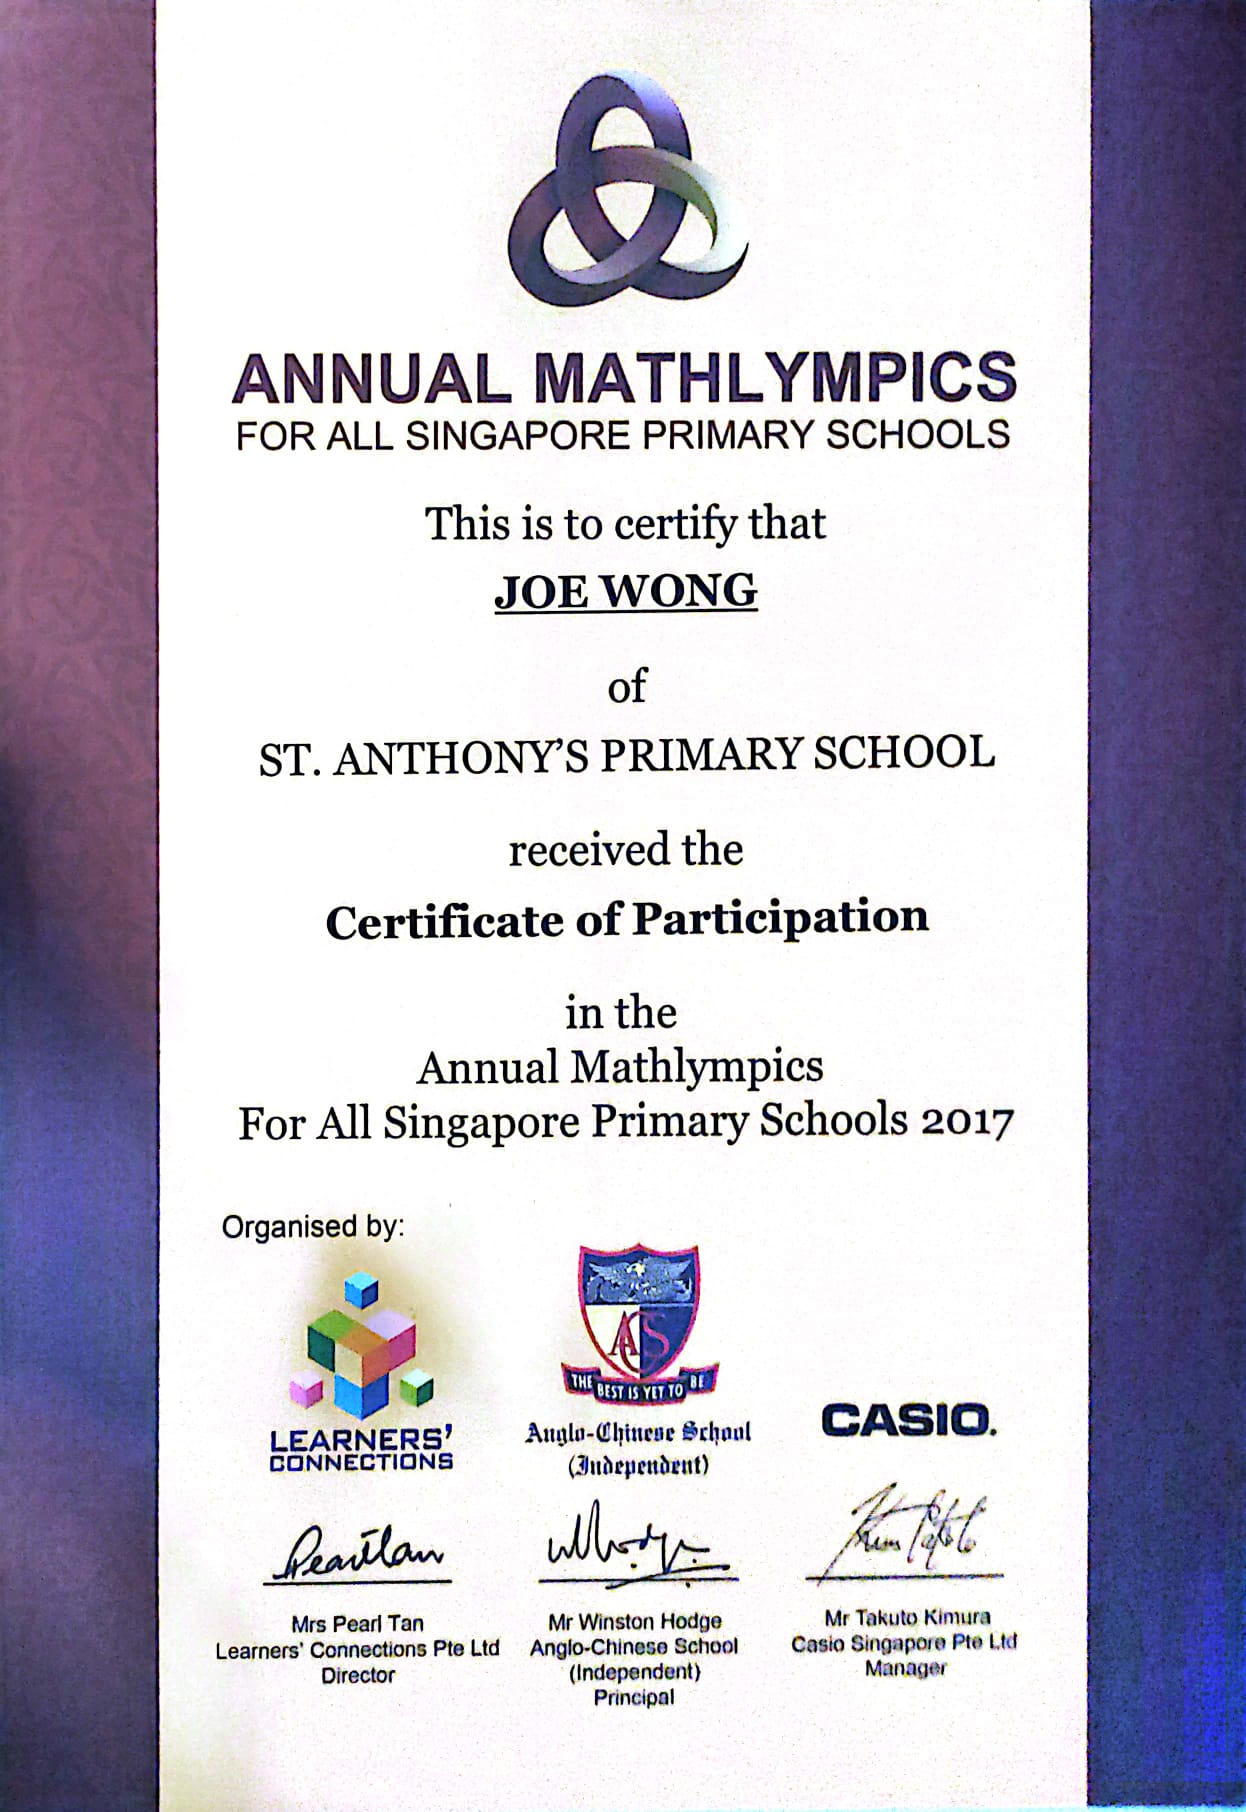 ANNUAL MATHLYMPICS
FOR ALL SINGAPORE PRIMARY SCHOOLS
This is to certify that
JOE WONG
of
ST. ANTHONY'S PRIMARY SCHOOL
received the
Certificate of Participation
in the
Annual Mathlympics
For All Singapore Primary Schools 2017
Organised by:
LEARNERS'
CONNECTIONS
ACS
THE BEST IS YET TO BE
Anglo-Chinese School
(Independent)
CASIO.
Mrs Pearl Tan
Learners' Connections Pte Ltd
Director
Mr Winston Hodge
Anglo-Chinese School
(Independent)
Principal
Mr Takuto Kimura
Casio Singapore Pte Ltd
Manager